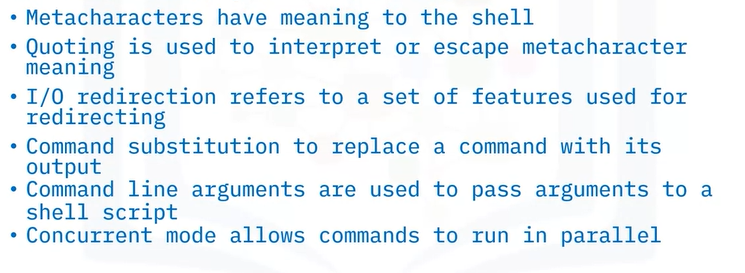 • Metacharacters have meaning to the shell
• Quoting is used to interpret or escape metacharacter
meaning
• I/O redirection refers to a set of features used for
redirecting
• Command substitution to replace a command with its
output
• Command line arguments are used to pass arguments to a
shell script
• Concurrent mode allows commands to run in parallel